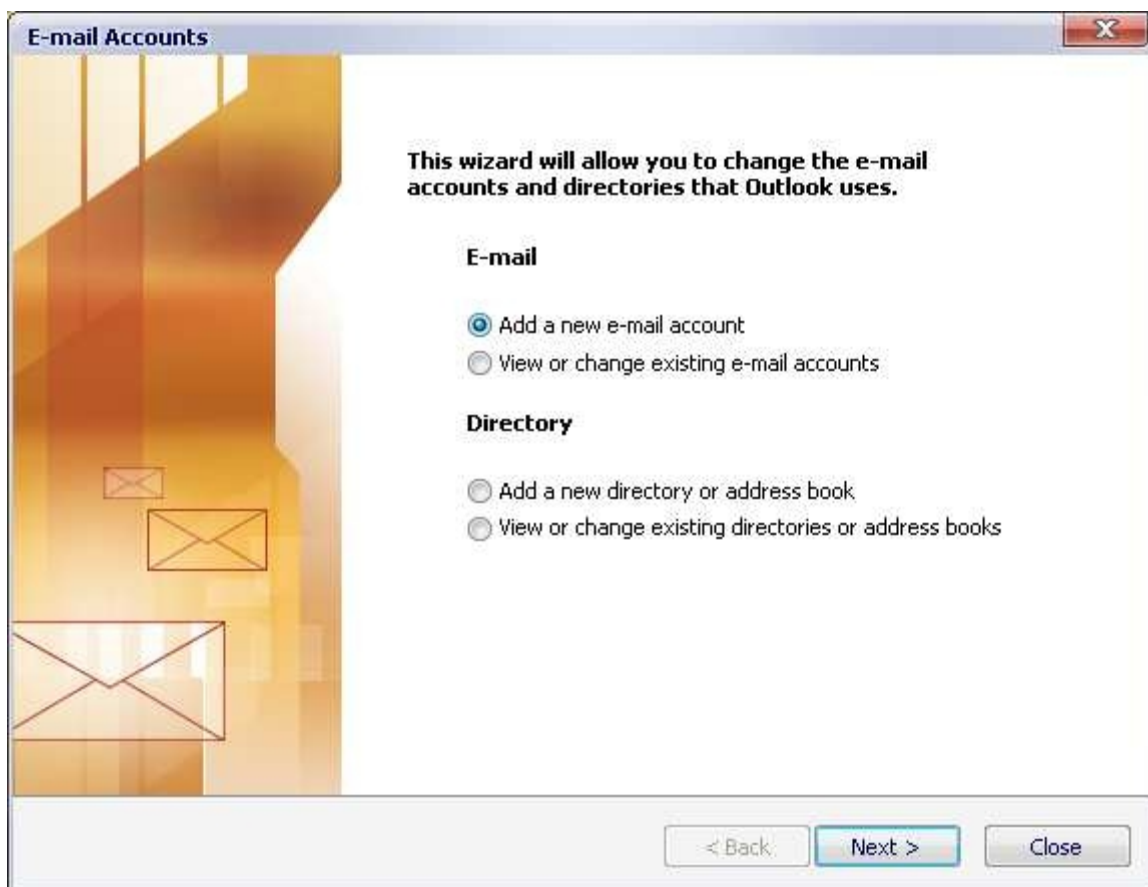 E-mail Accounts
X
This wizard will allow you to change the e-mail
accounts and directories that Outlook uses.
E-mail
Add a new e-mail account
View or change existing e-mail accounts
Directory
Add a new directory or address book
View or change existing directories or address books
< Back
Next >
Close